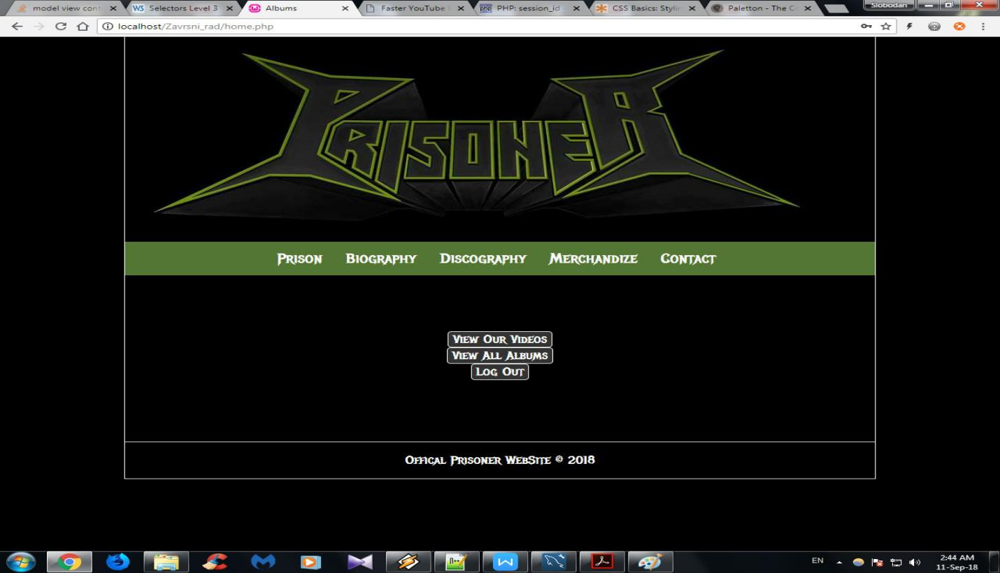 model view cont
W3 Selectors Level 3
Albums
Faster YouTube
php PHP: session_id
CSS Basics: Stylin
Paletton - The C
Slobodan
localhost/Zavrsni_rad/home.php
PRISONER
Prison Biography Discography Merchandize Contact
View Our Videos
View All Albums
Log Out
Offical Prisoner WebSite © 2018
EN
2:44 AM
11-Sep-18